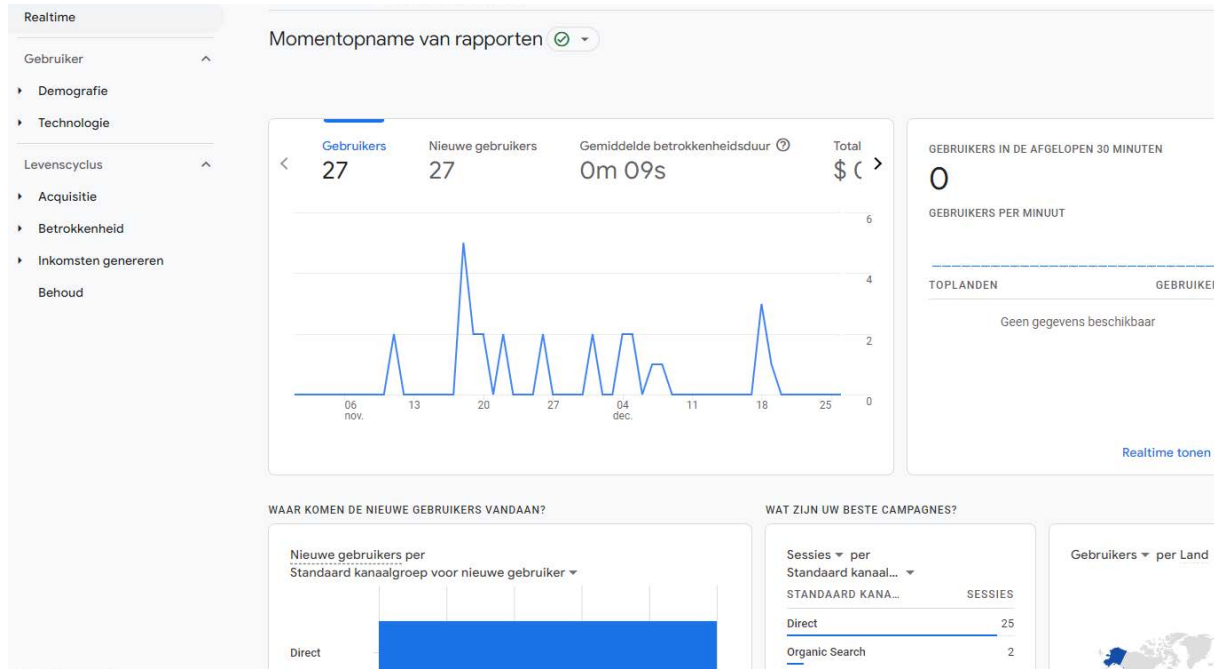 Realtime
Gebruiker
Demografie
Technologie
Levenscyclus
Acquisitie
Betrokkenheid
Inkomsten genereren
Behoud
Momentopname van rapporten
Gebruikers
27
Nieuwe gebruikers
27
Gemiddelde betrokkenheidsduur
0m 09s
Total
$
6
4
2
0
06
nov.
13
20
27
04
dec.
11
18
25
GEBRUIKERS IN DE AFGELOPEN 30 MINUTEN
0
GEBRUIKERS PER MINUUT
TOPLANDEN
GEBRUIKE
Geen gegevens beschikbaar
Realtime tonen
WAAR KOMEN DE NIEUWE GEBRUIKERS VANDAAN?
Nieuwe gebruikers per
Standaard kanaalgroep voor nieuwe gebruiker
Direct
WAT ZIJN UW BESTE CAMPAGNES?
Sessies per
Standaard kanaal...
STANDAARD KANA... SESSIES
Direct 25
Organic Search 2
Gebruikers per Land